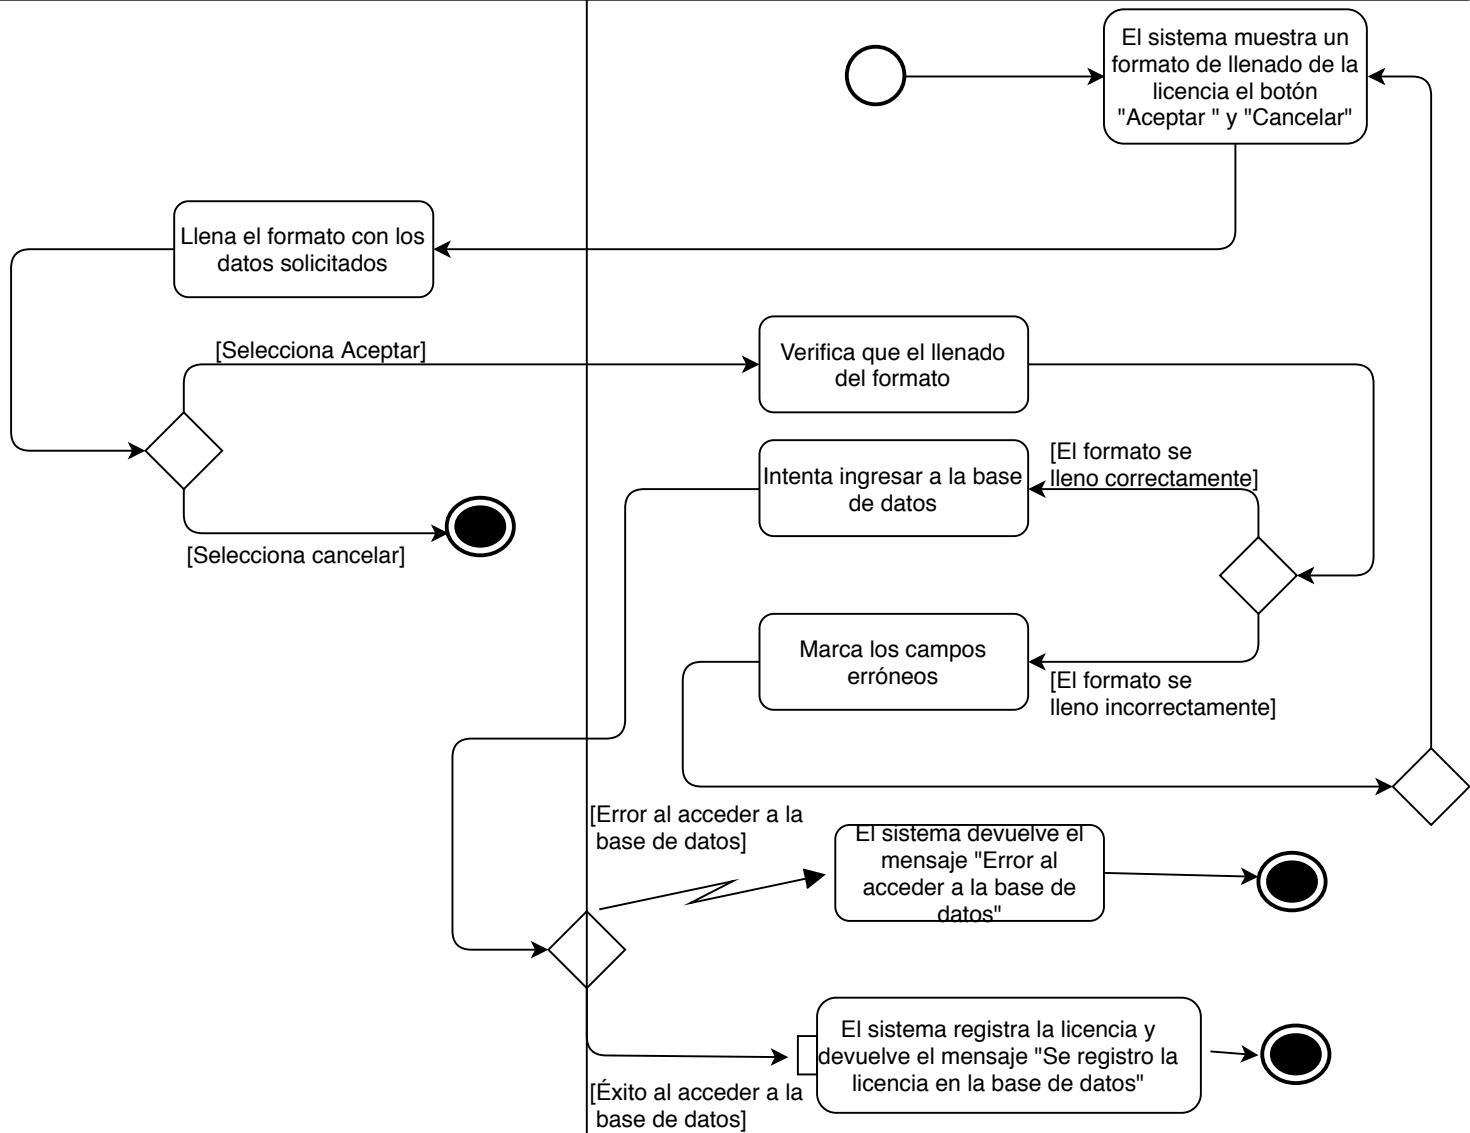 El sistema muestra un
formato de llenado de la
licencia el botón
"Aceptar " y "Cancelar"
Llena el formato con los
datos solicitados
[Selecciona Aceptar]
Verifica que el llenado
del formato
[El formato se
lleno correctamente]
Intenta ingresar a la base
de datos
[Selecciona cancelar]
Marca los campos
erróneos
[El formato se
lleno incorrectamente]
[Error al acceder a la
base de datos]
El sistema devuelve el
mensaje "Error al
acceder a la base de
datos"
El sistema registra la licencia y
devuelve el mensaje "Se registro la
licencia en la base de datos"
[Éxito al acceder a la
base de datos]